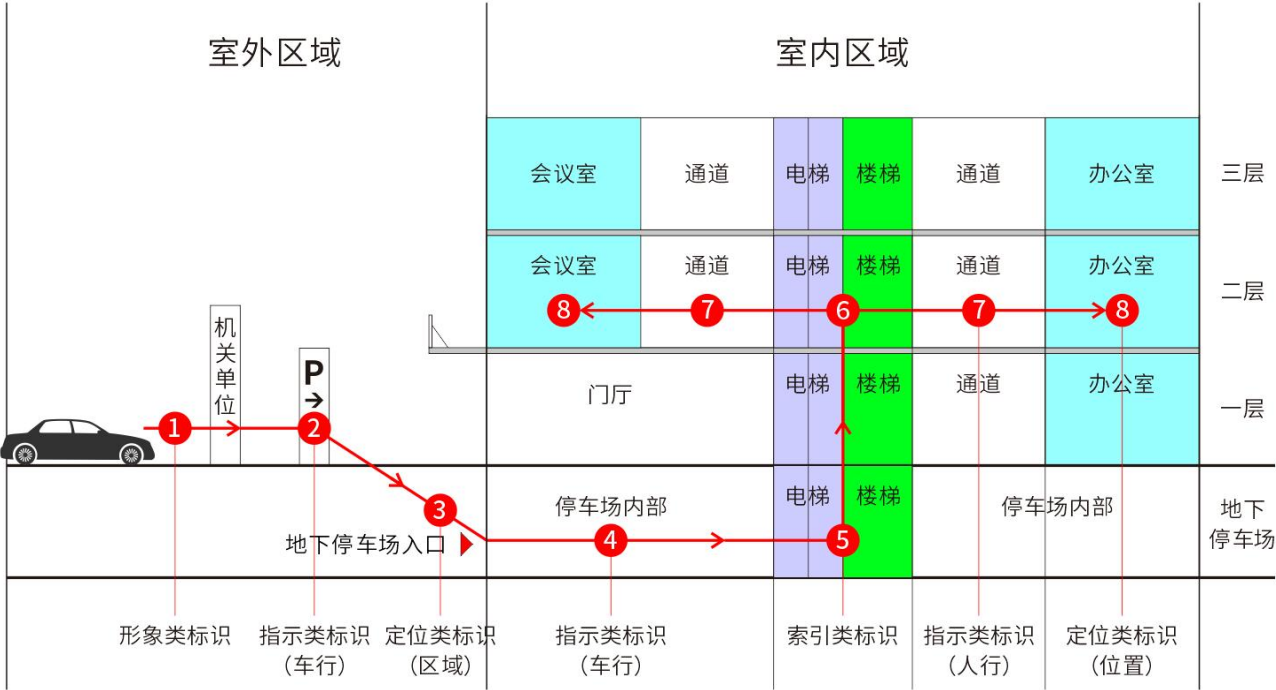 室外区域
室内区域
会议室
通道
电梯
楼梯
通道
办公室
三层
会议室
通道
电梯
楼梯
通道
办公室
二层
8
7
6
7
8
机关单位
P
→
门厅
电梯
楼梯
通道
办公室
一层
1
2
3
停车场内部
电梯
楼梯
停车场内部
地下
停车场
地下停车场入口
4
5
形象类标识
指示类标识
(车行)
定位类标识
(区域)
指示类标识
(车行)
索引类标识
指示类标识
(人行)
定位类标识
(位置)